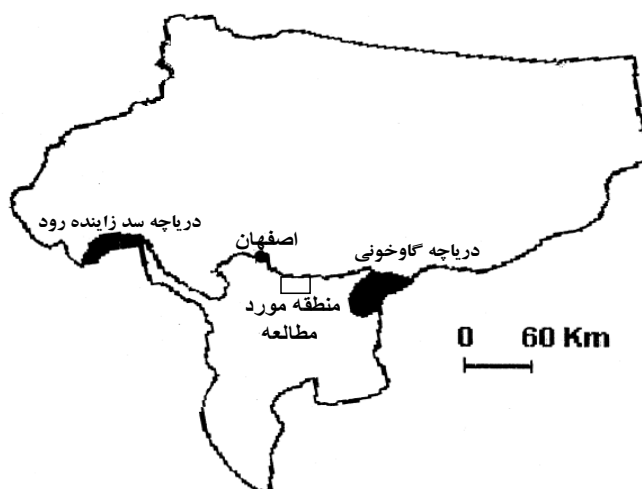 دریاچه سد زاینده رود
اصفهان
دریاچه گاوخونی
منطقه مورد
مطالعه
0 60 Km